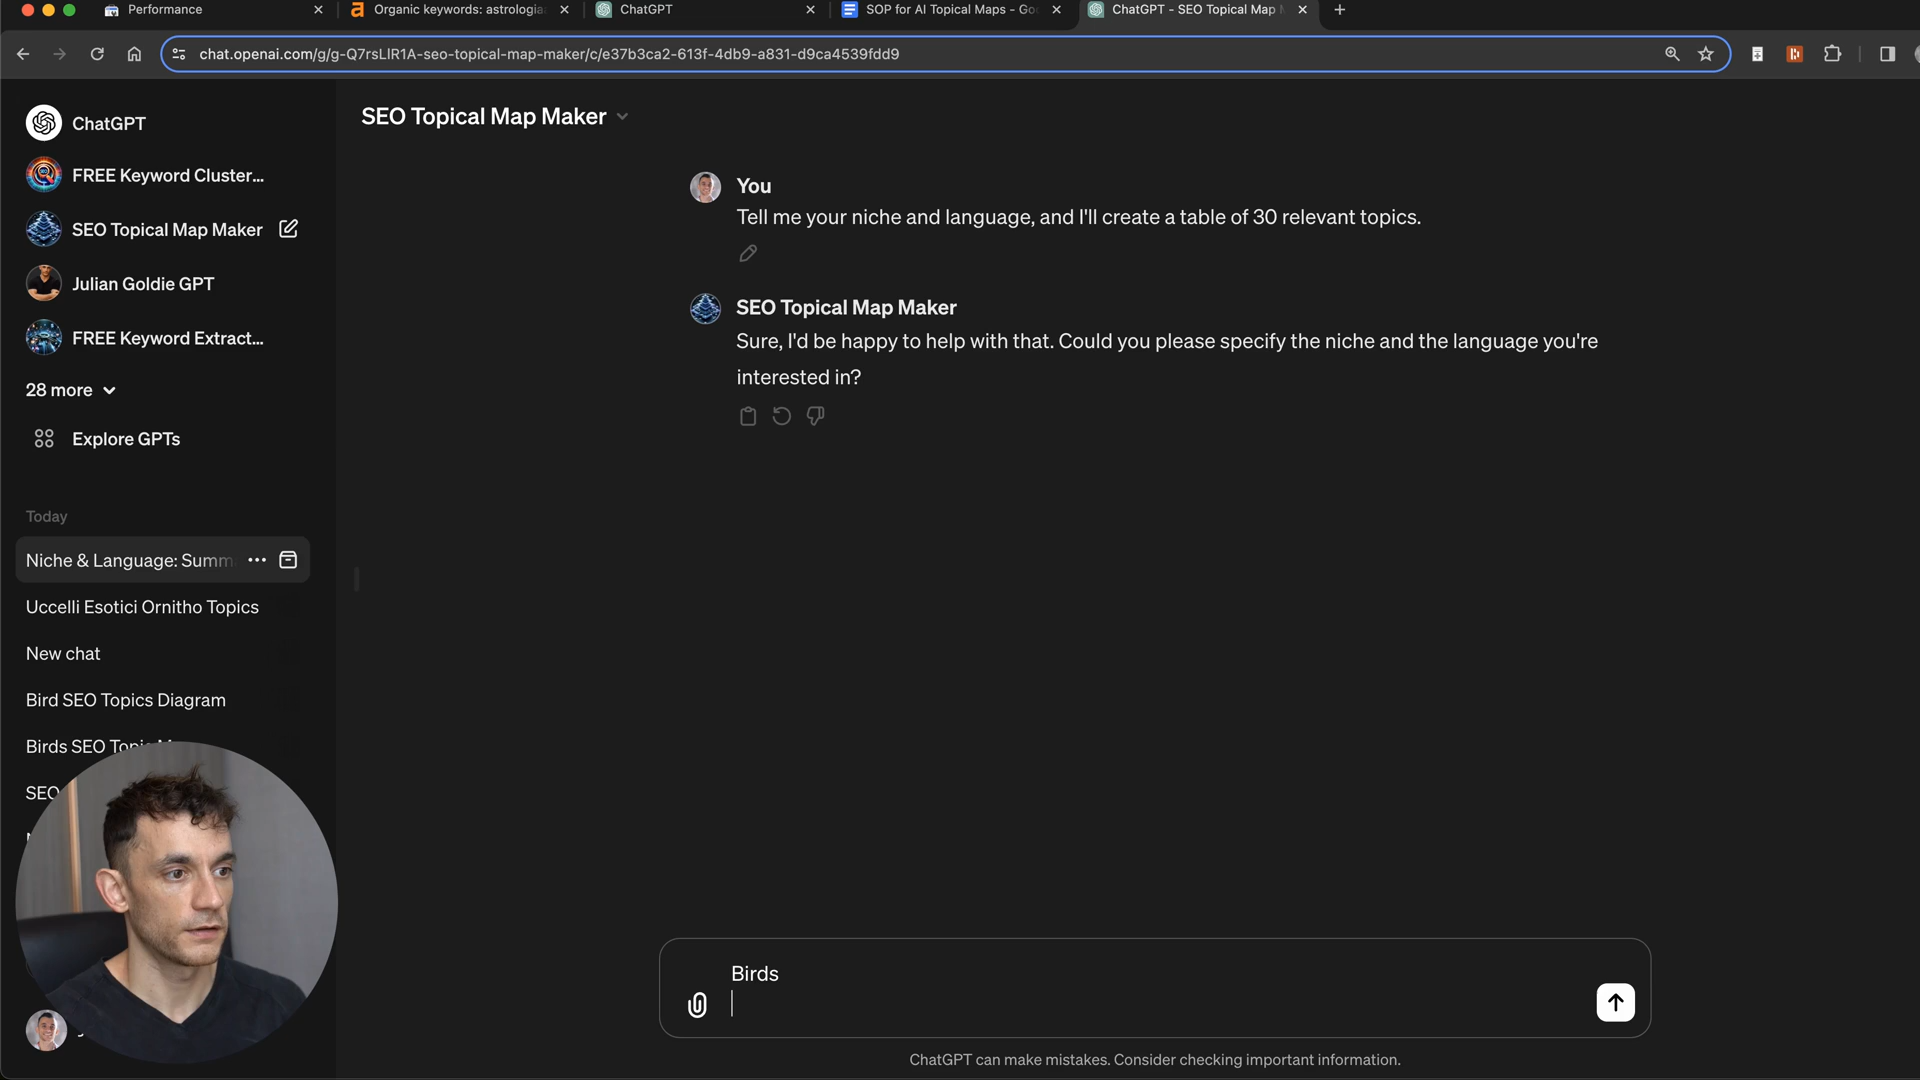 Performance
Organic keywords: astrologia
ChatGPT
SOP for AI Topical Maps - Goo
ChatGPT - SEO Topical Map
chat.openai.com/g/g-Q7rsLIR1A-seo-topical-map-maker/c/e37b3ca2-613f-4db9-a831-d9ca4539fdd9
ChatGPT
FREE Keyword Cluster...
SEO Topical Map Maker
Julian Goldie GPT
FREE Keyword Extract...
28 more
Explore GPTs
Today
Niche & Language: Summ
Uccelli Esotici Ornitho Topics
New chat
Bird SEO Topics Diagram
Birds SEO Topic
SEO
SEO Topical Map Maker
You
Tell me your niche and language, and I'll create a table of 30 relevant topics.
SEO Topical Map Maker
Sure, I'd be happy to help with that. Could you please specify the niche and the language you're
interested in?
Birds
ChatGPT can make mistakes. Consider checking important information.